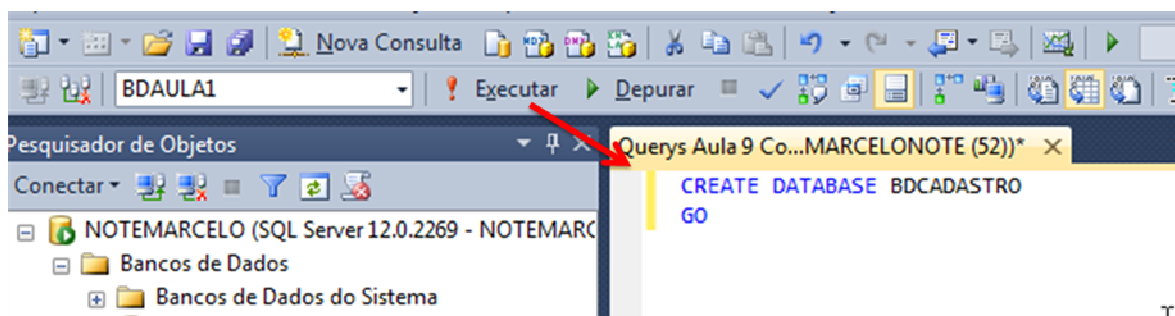 Nova Consulta
BDAULA1 Executar Depurar
Pesquisador de Objetos
Querys Aula 9 Co...MARCELONOTE (52))*
Conectar
CREATE DATABASE BDCADASTRO
GO
NOTEMARCELO (SQL Server 12.0.2269 - NOTEMARC
Bancos de Dados
Bancos de Dados do Sistema